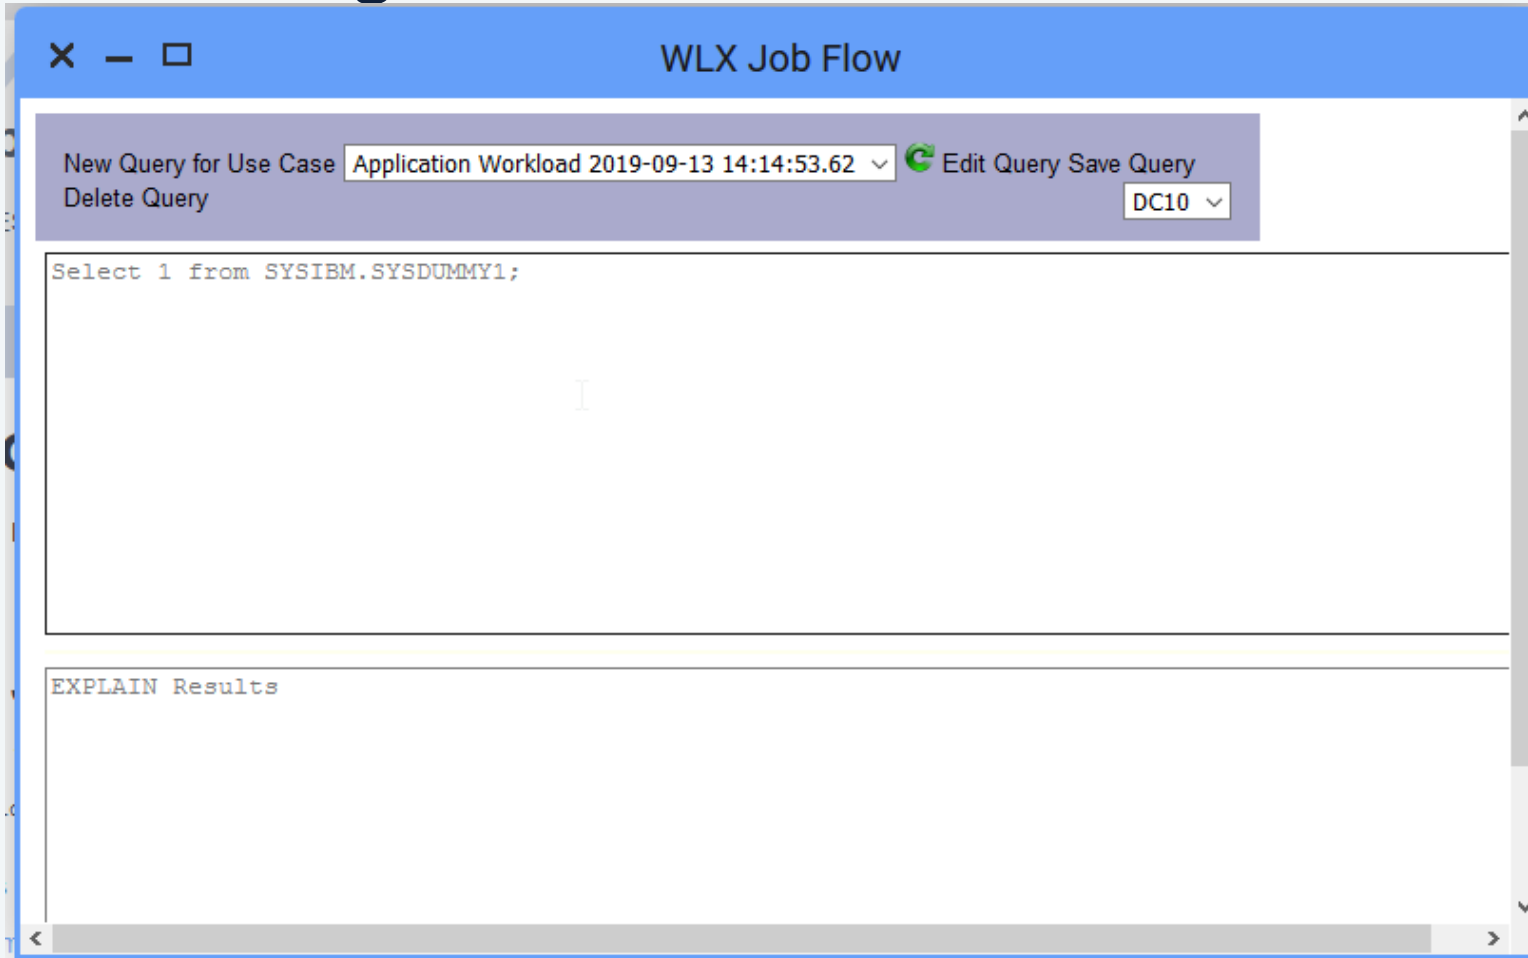 WLX Job Flow
New Query for Use Case Application Workload 2019-09-13 14:14:53.62 Edit Query Save Query
Delete Query DC10
Select 1 from SYSIBM.SYSDUMMY1;
EXPLAIN Results